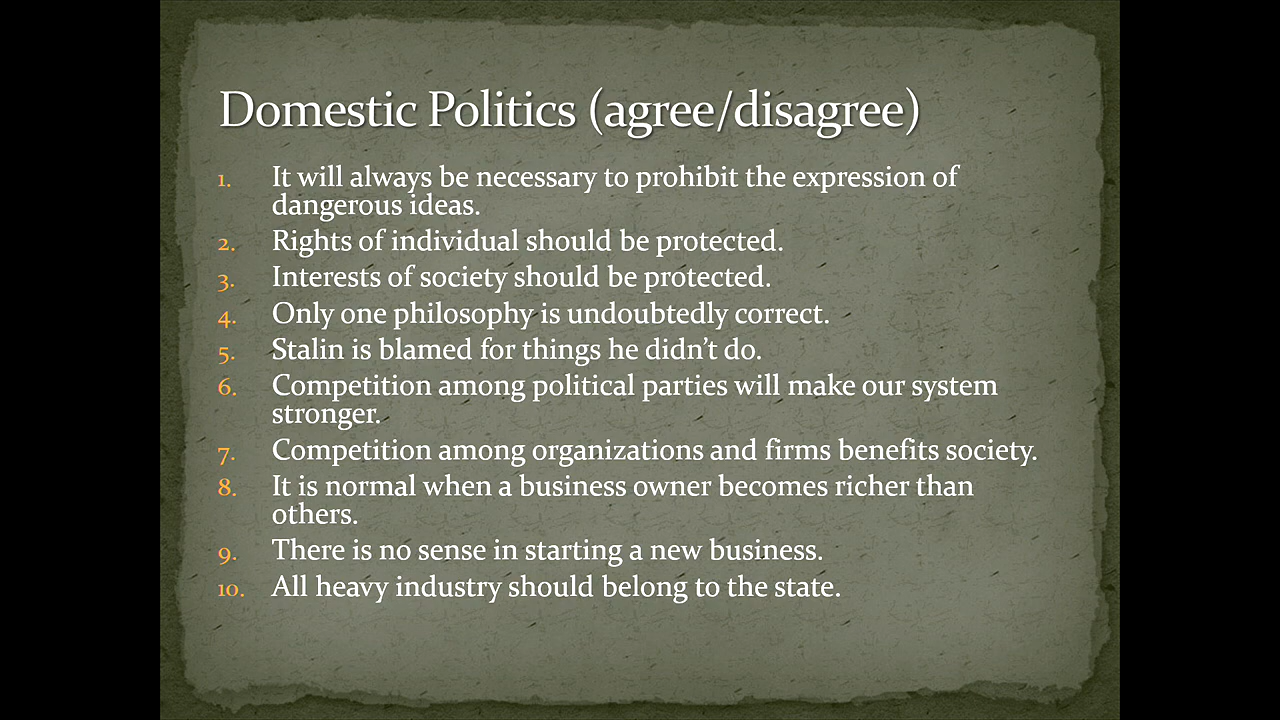 Domestic Politics (agree/disagree)
1. It will always be necessary to prohibit the expression of
dangerous ideas.
2. Rights of individual should be protected.
3. Interests of society should be protected.
4. Only one philosophy is undoubtedly correct.
5. Stalin is blamed for things he didn’t do.
6. Competition among political parties will make our system
stronger.
7. Competition among organizations and firms benefits society.
8. It is normal when a business owner becomes richer than
others.
9. There is no sense in starting a new business.
10. All heavy industry should belong to the state.